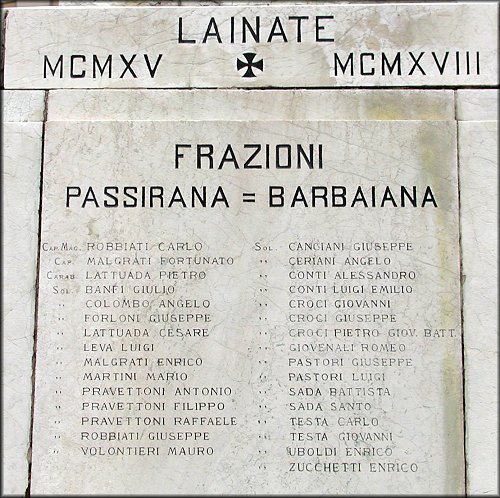 LAINATE
MCMXV ✠ MCMXVIII
FRAZIONI
PASSIRANA = BARBAIANA
CAP. MAG. ROBBIATI CARLO
CAP. MALGRATI FORTUNATO
CARAB. LATTUADA PIETRO
SOL. BANFI GIULIO
" COLOMBO ANGELO
" FORLONI GIUSEPPE
" LATTUADA CESARE
" LEVA LUIGI
" MALGRATI ENRICO
" MARTINI MARIO
" PRAVETTONI ANTONIO
" PRAVETTONI FILIPPO
" PRAVETTONI RAFFAELE
" ROBBIATI GIUSEPPE
" VOLONTIERI MAURO
SOL. CANCIANI GIUSEPPE
" CERIANI ANGELO
" CONTI ALESSANDRO
" CONTI LUIGI EMILIO
" CROCI GIOVANNI
" CROCI GIUSEPPE
" CROCI PIETRO GIOV. BATT.
" GIOVENALI ROMEO
" PASTORI GIUSEPPE
" PASTORI LUIGI
" SADA BATTISTA
" SADA SANTO
" TESTA CARLO
" TESTA GIOVANNI
" UBOLDI ENRICO
" ZUCCHETTI ENRICO